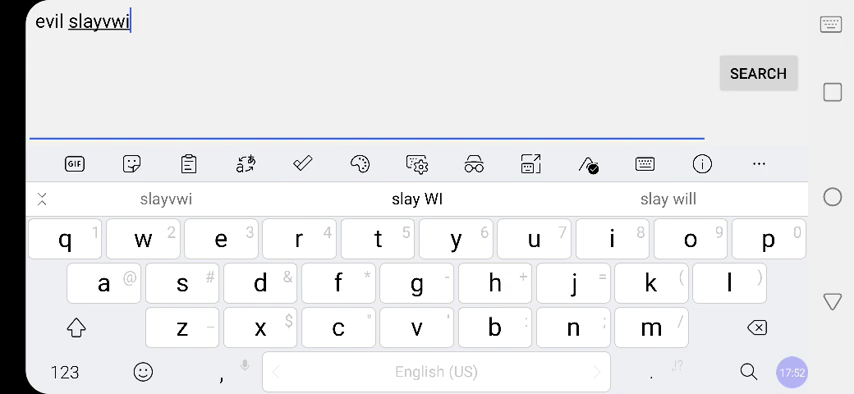 evil slayvwi
SEARCH
GIF
slayvwi slay WI slay will
q 1 w 2 e 3 r 4 t 5 y 6 u 7 i 8 o 9 p 0
a @ s # d & f * g - h + j = k ( l )
z _ x $ c " v ' b : n ; m /
123 , English (US) . .!? 17:52